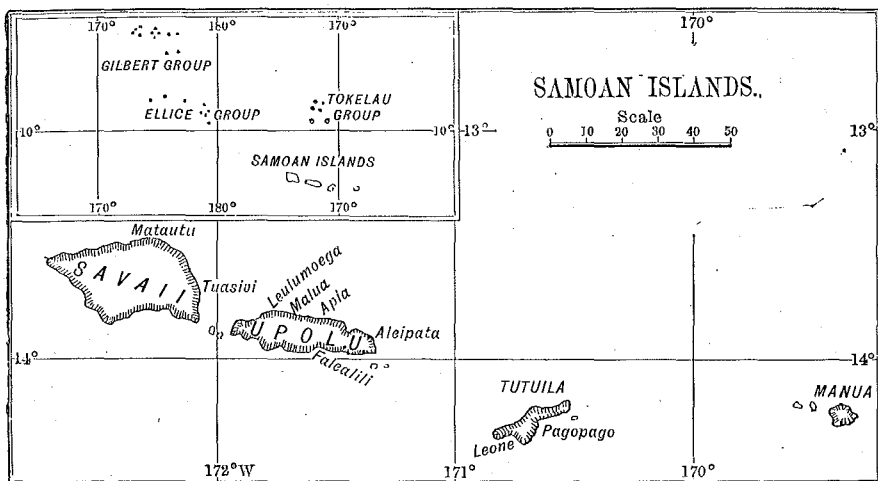 170°
180°
170°
GILBERT GROUP
ELLICE GROUP
TOKELAU
GROUP
10°
10°
SAMOAN ISLANDS
170°
180°
170°
170°
SAMOAN ISLANDS.
Scale
0 10 20 30 40 50
13°
13°
Matautu
SAVAII
Tuasivi
Leulumoega
Malua
Apia
UPOLU
Aleipata
Falealili
14°
14°
TUTUILA
Leone
Pagopago
MANUA
172°W
171°
170°